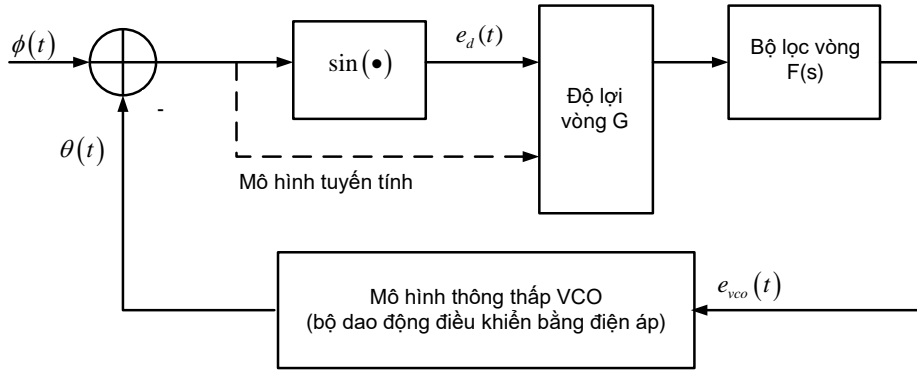 ϕ(t)
sin(•)
e_d(t)
Độ lợi
vòng G
Bộ lọc vòng
F(s)
-
θ(t)
Mô hình tuyến tính
Mô hình thông thấp VCO
(bộ dao động điều khiển bằng điện áp)
e_vco(t)